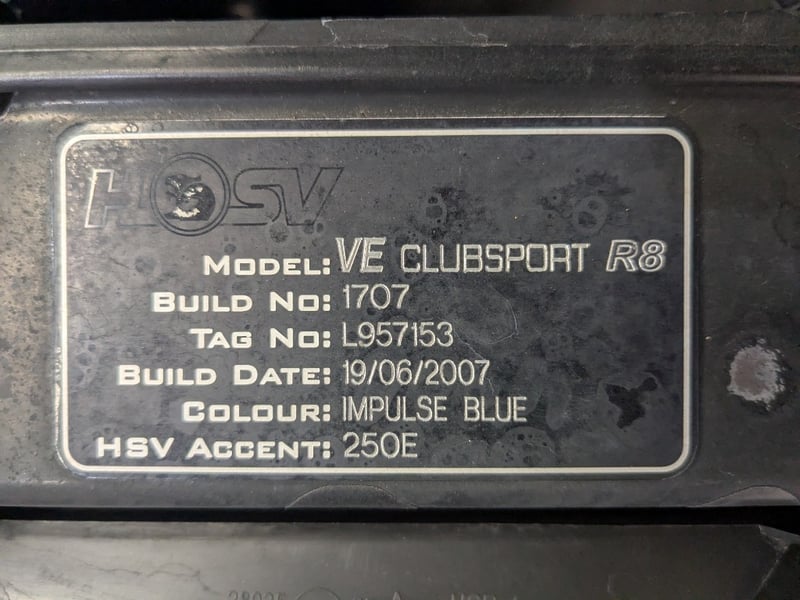 HSV
MODEL: VE CLUBSPORT R8
BUILD NO: 1707
TAG NO: L957153
BUILD DATE: 19/06/2007
COLOUR: IMPULSE BLUE
HSV ACCENT: 250E